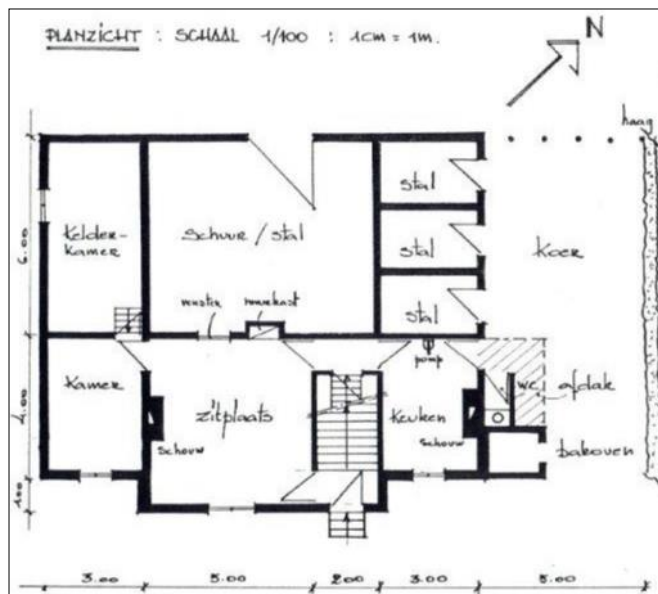 PLANZICHT : SCHAAL 1/100 : 1cm = 1m.
N
haag
stal
Kelder-
kamer
Schuur / stal
stal
Koer
6.00
venster
stal
pomp
Kamer
zitplaats
Keuken
wc
afdak
4.00
schouw
schouw
bakoven
1.00
3.00
5.00
2.00
3.00
5.00